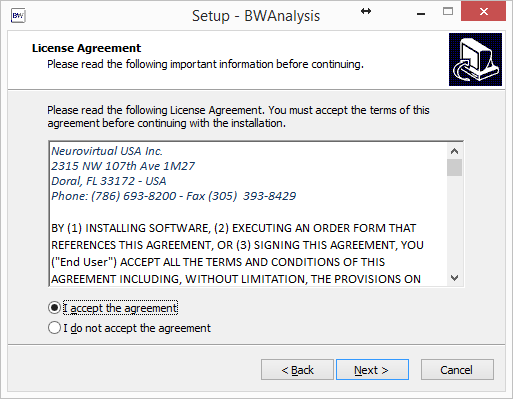 BW Setup - BWAnalysis
License Agreement
Please read the following important information before continuing.
Please read the following License Agreement. You must accept the terms of this
agreement before continuing with the installation.
Neurovirtual USA Inc.
2315 NW 107th Ave 1M27
Doral, FL 33172 - USA
Phone: (786) 693-8200 - Fax (305)  393-8429
BY (1) INSTALLING SOFTWARE, (2) EXECUTING AN ORDER FORM THAT
REFERENCES THIS AGREEMENT, OR (3) SIGNING THIS AGREEMENT, YOU
("End User") ACCEPT ALL THE TERMS AND CONDITIONS OF THIS
AGREEMENT INCLUDING, WITHOUT LIMITATION, THE PROVISIONS ON
I accept the agreement
I do not accept the agreement
< Back Next > Cancel